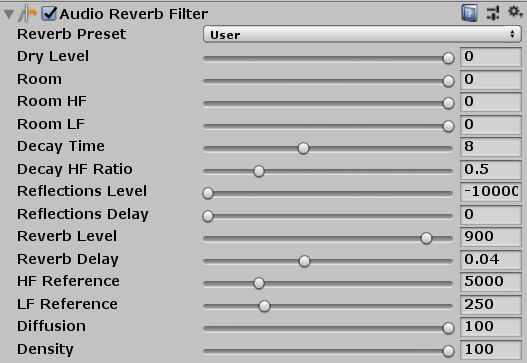 Audio Reverb Filter
Reverb Preset User
Dry Level 0
Room 0
Room HF 0
Room LF 0
Decay Time 8
Decay HF Ratio 0.5
Reflections Level -10000
Reflections Delay 0
Reverb Level 900
Reverb Delay 0.04
HF Reference 5000
LF Reference 250
Diffusion 100
Density 100